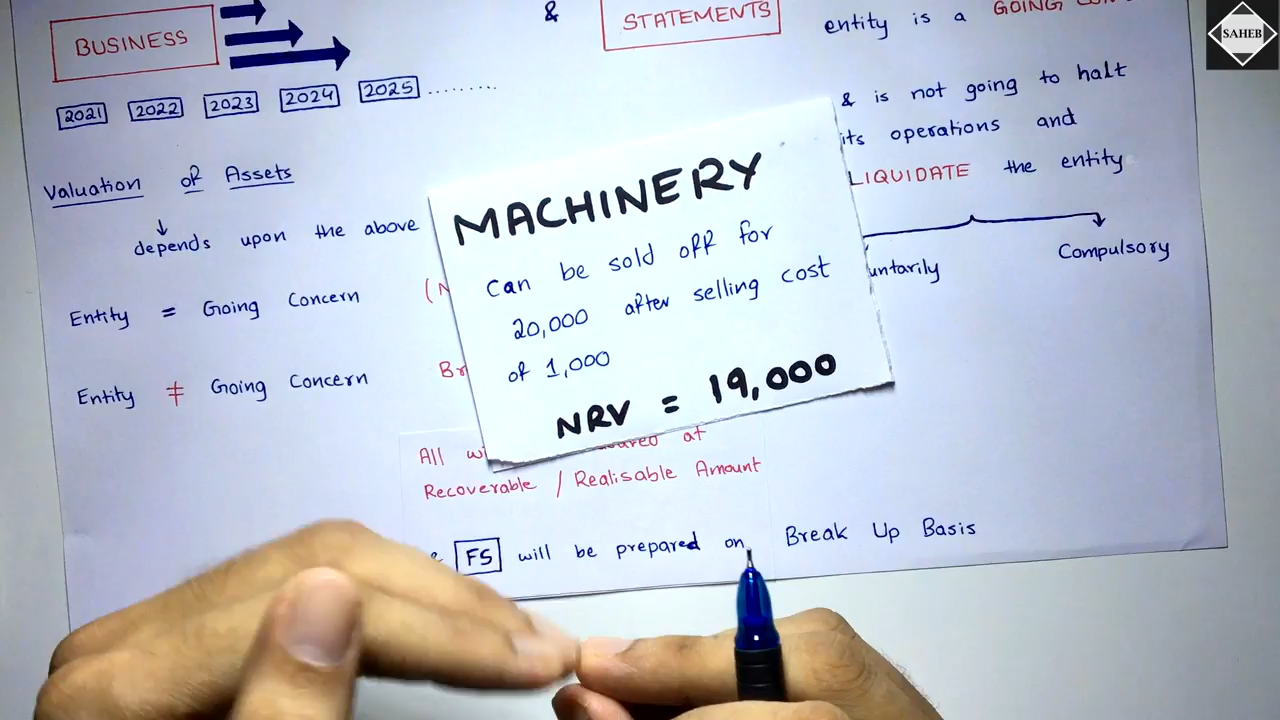 BUSINESS
2021 2022 2023 2024 2025 .........
&
STATEMENTS
entity is a GOING
& is not going to halt
its operations and
LIQUIDATE the entity
Compulsory
SAHEB
Valuation of Assets
depends upon the above
Entity = Going Concern
Entity ≠ Going Concern
MACHINERY
Can be sold off for
20,000 after selling cost
of 1,000
NRV = 19,000
All at
Recoverable / Realisable Amount
FS will be prepared on Break Up Basis